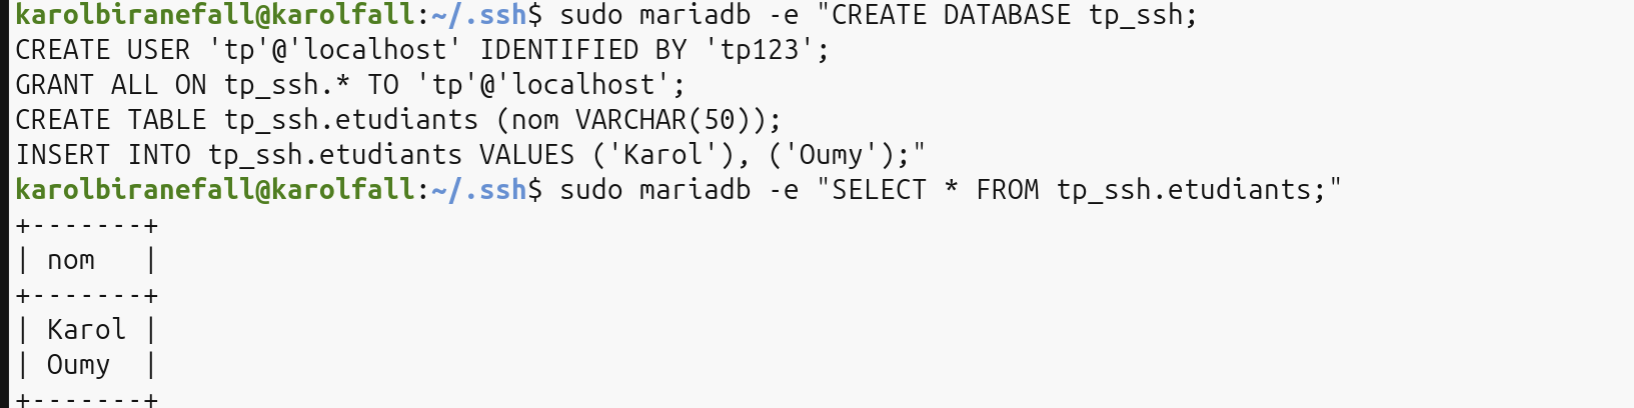 karolbiranefall@karolfall:~/.ssh$ sudo mariadb -e "CREATE DATABASE tp_ssh;
CREATE USER 'tp'@'localhost' IDENTIFIED BY 'tp123';
GRANT ALL ON tp_ssh.* TO 'tp'@'localhost';
CREATE TABLE tp_ssh.etudiants (nom VARCHAR(50));
INSERT INTO tp_ssh.etudiants VALUES ('Karol'), ('Oumy');"
karolbiranefall@karolfall:~/.ssh$ sudo mariadb -e "SELECT * FROM tp_ssh.etudiants;"
+-------+
| nom   |
+-------+
| Karol |
| Oumy  |
+-------+